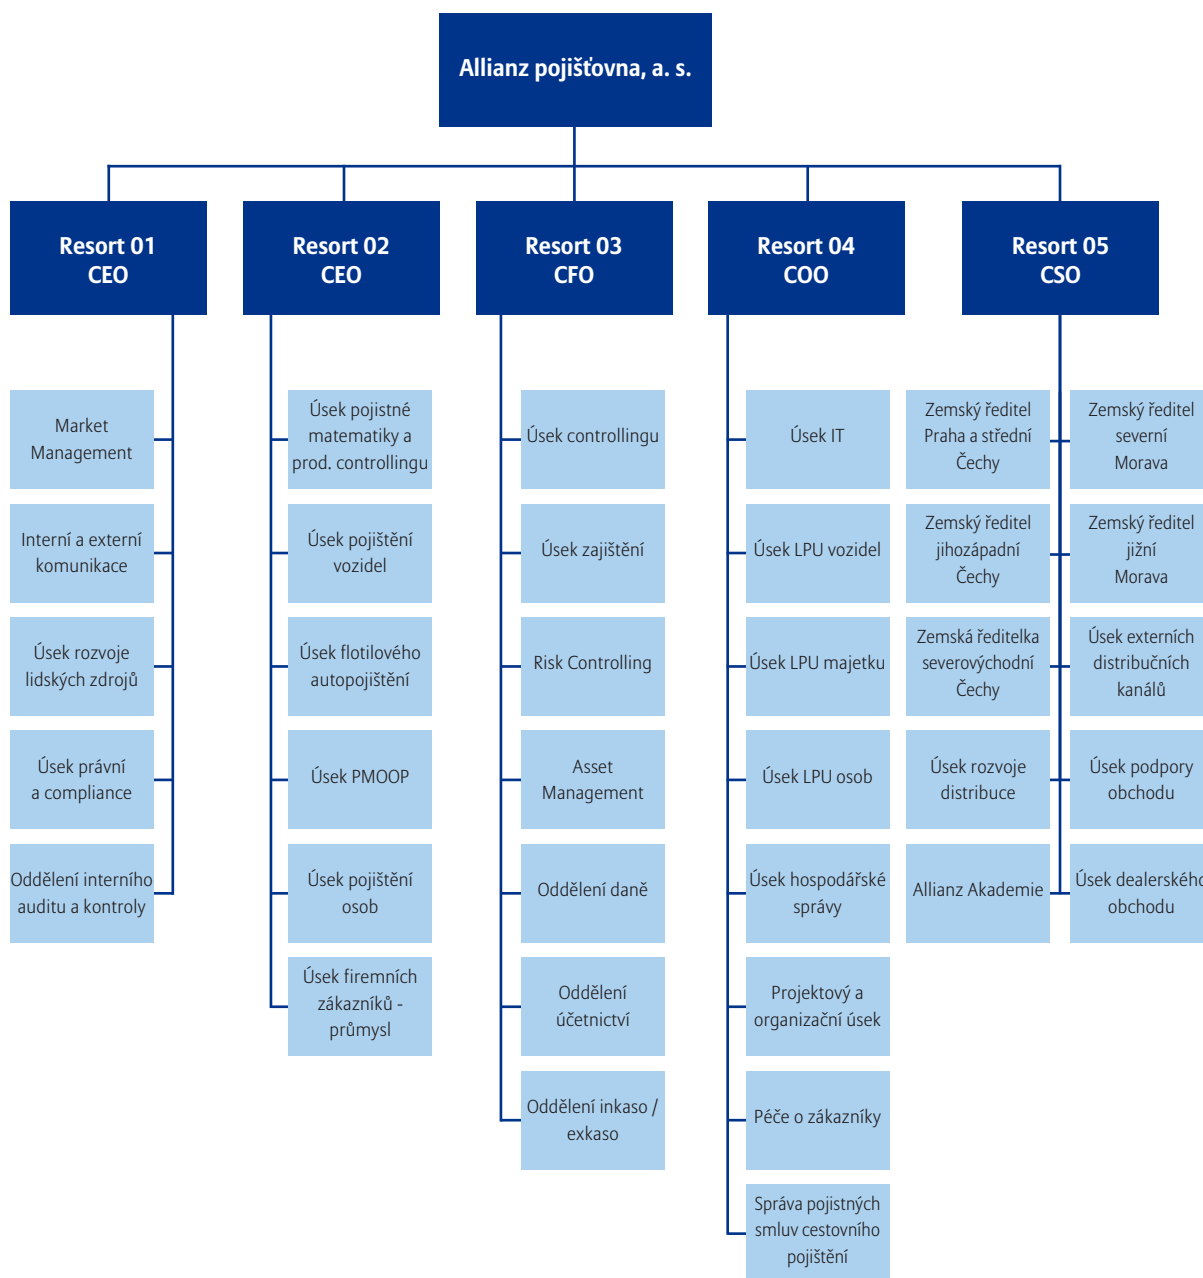 Allianz pojišťovna, a. s.
Resort 01
CEO
Resort 02
CEO
Resort 03
CFO
Resort 04
COO
Resort 05
CSO
Market
Management
Interní a externí
komunikace
Úsek rozvoje
lidských zdrojů
Úsek právní
a compliance
Oddělení interního
auditu a kontroly
Úsek pojistné
matematiky a
prod. controllingu
Úsek pojištění
vozidel
Úsek flotilového
autopojištění
Úsek PMOOP
Úsek pojištění
osob
Úsek firemních
zákazníků -
průmysl
Úsek controllingu
Úsek zajištění
Risk Controlling
Asset
Management
Oddělení daně
Oddělení
účetnictví
Oddělení inkaso /
exkaso
Úsek IT
Úsek LPU vozidel
Úsek LPU majetku
Úsek LPU osob
Úsek hospodářské
správy
Projektový a
organizační úsek
Péče o zákazníky
Správa pojistných
smluv cestovního
pojištění
Zemský ředitel
Praha a střední
Čechy
Zemský ředitel
jihozápadní
Čechy
Zemská ředitelka
severovýchodní
Čechy
Úsek rozvoje
distribuce
Allianz Akademie
Zemský ředitel
severní
Morava
Zemský ředitel
jižní
Morava
Úsek externích
distribučních
kanálů
Úsek podpory
obchodu
Úsek dealerského
obchodu